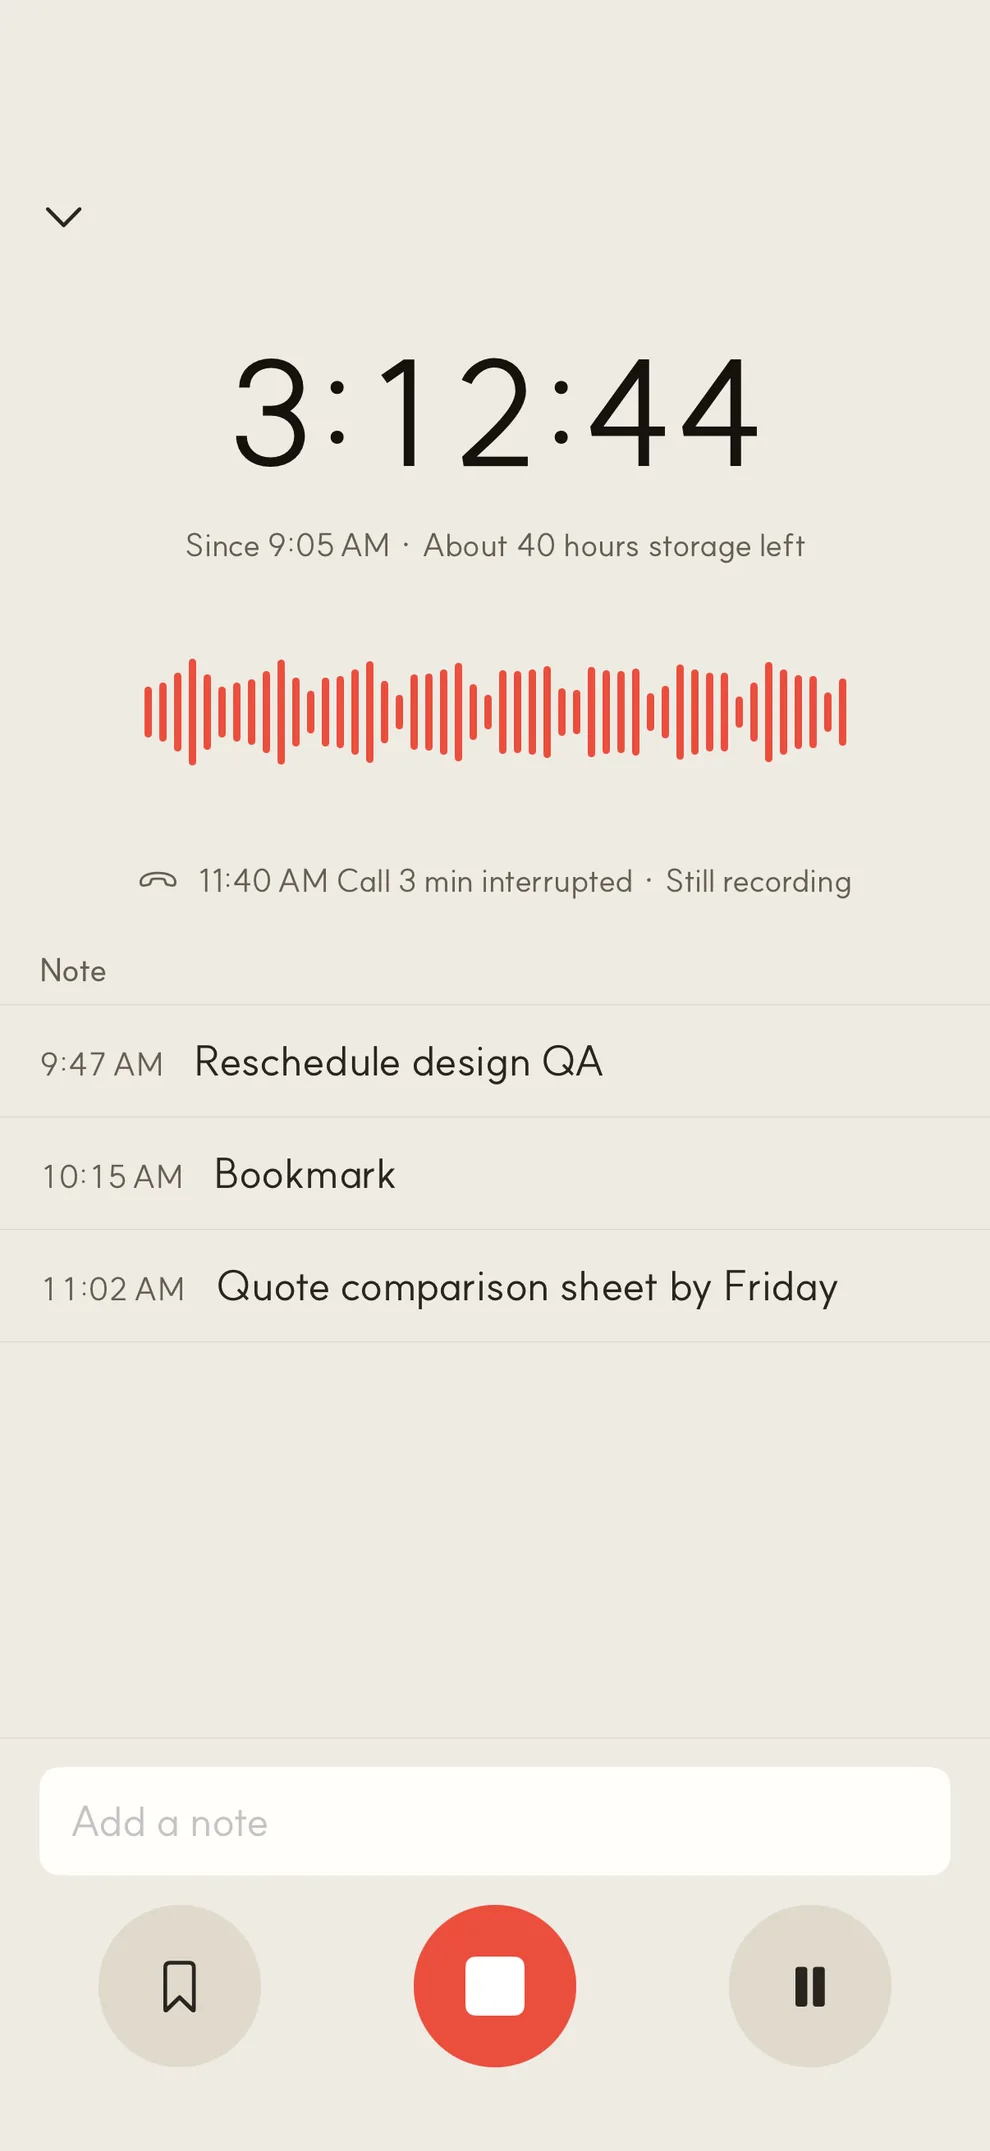 3:12:44
Since 9:05 AM · About 40 hours storage left
11:40 AM Call 3 min interrupted · Still recording
Note
9:47 AM Reschedule design QA
10:15 AM Bookmark
11:02 AM Quote comparison sheet by Friday
Add a note